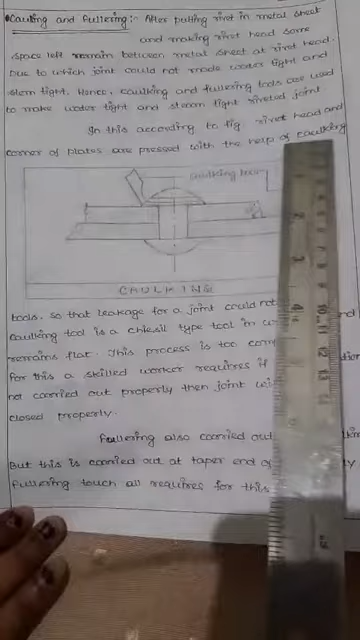 Caulking and fullering:- After putting rivet in metal sheet
and making rivet head some
space left remain between metal sheet at rivet head.
Due to which joint could not made water tight and
stem tight. Hence, caulking and fullering tools are used
to make water tight and steam tight riveted joint
In this according to fig rivet head and
corner of plates are pressed with the help of caulking
caulking tool
CAULKING
tools. so that leakage for a joint could not
caulking tool is a chiesil type tool in
remains flat. This process is too
for this a skilled worker requires if
not carried out properly then joint
closed properly.
fullering also carried out
But this is carried out at taper end
fullering touch all requires for this